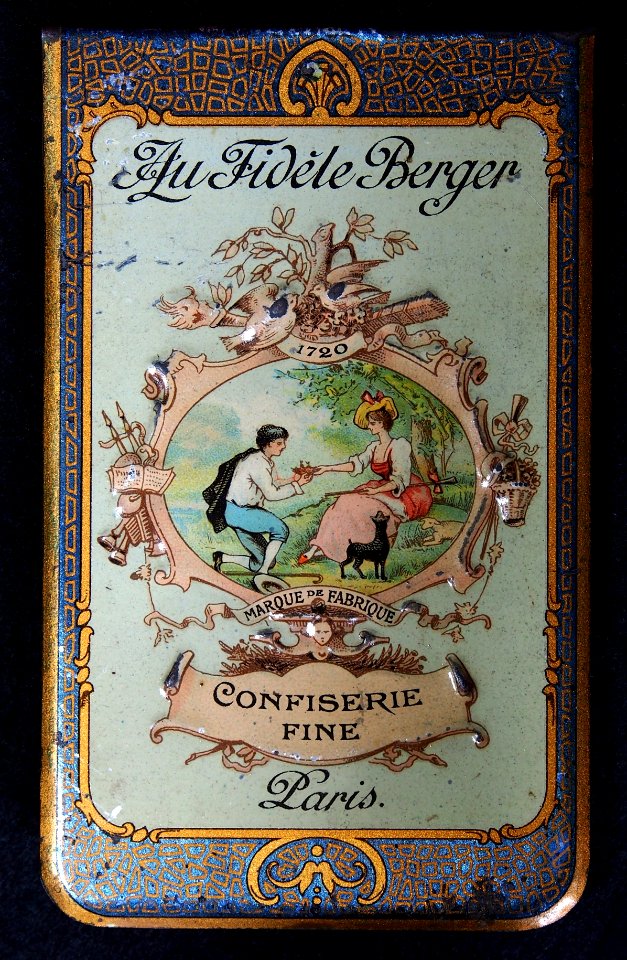 Au Fidèle Berger
1720
MARQUE DE FABRIQUE
CONFISERIE
FINE
Paris.